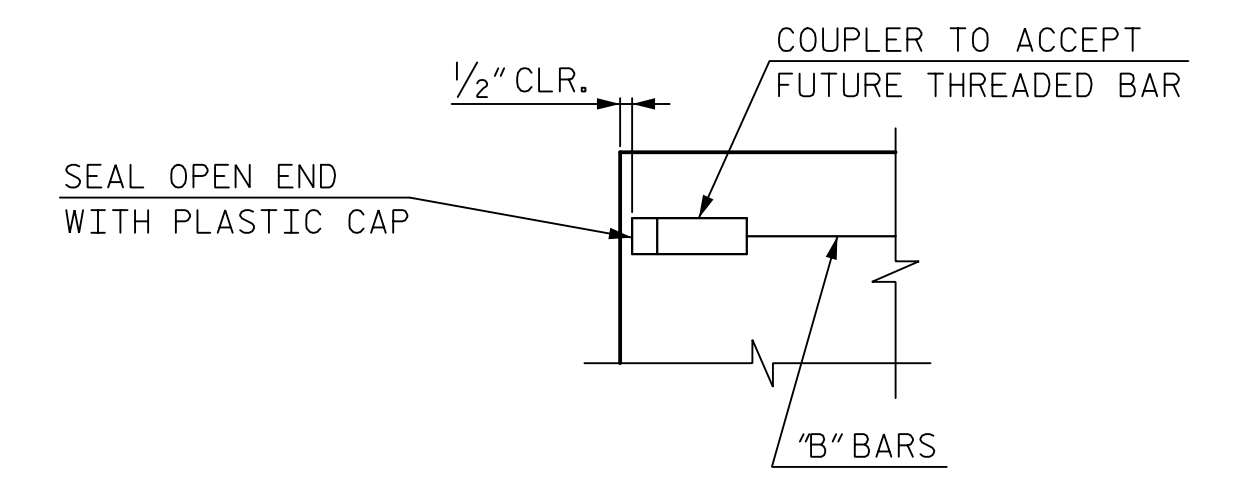 COUPLER TO ACCEPT
FUTURE THREADED BAR
1/2" CLR.
SEAL OPEN END
WITH PLASTIC CAP
"B" BARS